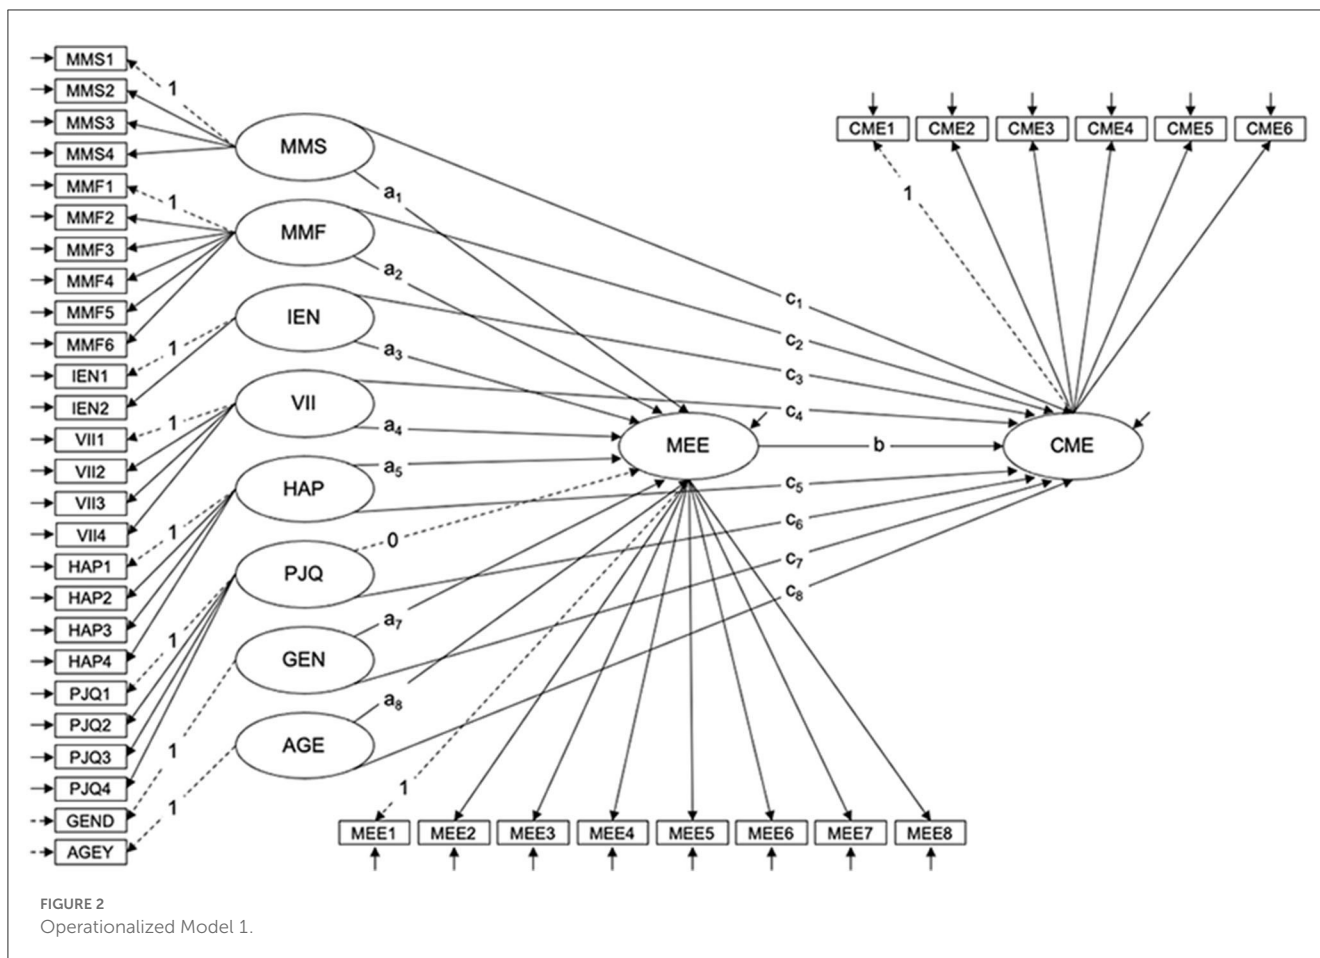 MMS1
MMS2
MMS3
MMS4
MMF1
MMF2
MMF3
MMF4
MMF5
MMF6
IEN1
IEN2
VII1
VII2
VII3
VII4
HAP1
HAP2
HAP3
HAP4
PJQ1
PJQ2
PJQ3
PJQ4
GEND
AGEY
1
1
1
1
1
1
1
1
MMS
MMF
IEN
VII
HAP
PJQ
GEN
AGE
a1
a2
a3
a4
a5
0
a7
a8
MEE
b
CME
c1
c2
c3
c4
c5
c6
c7
c8
CME1 CME2 CME3 CME4 CME5 CME6
1
1
MEE1 MEE2 MEE3 MEE4 MEE5 MEE6 MEE7 MEE8
FIGURE 2
Operationalized Model 1.